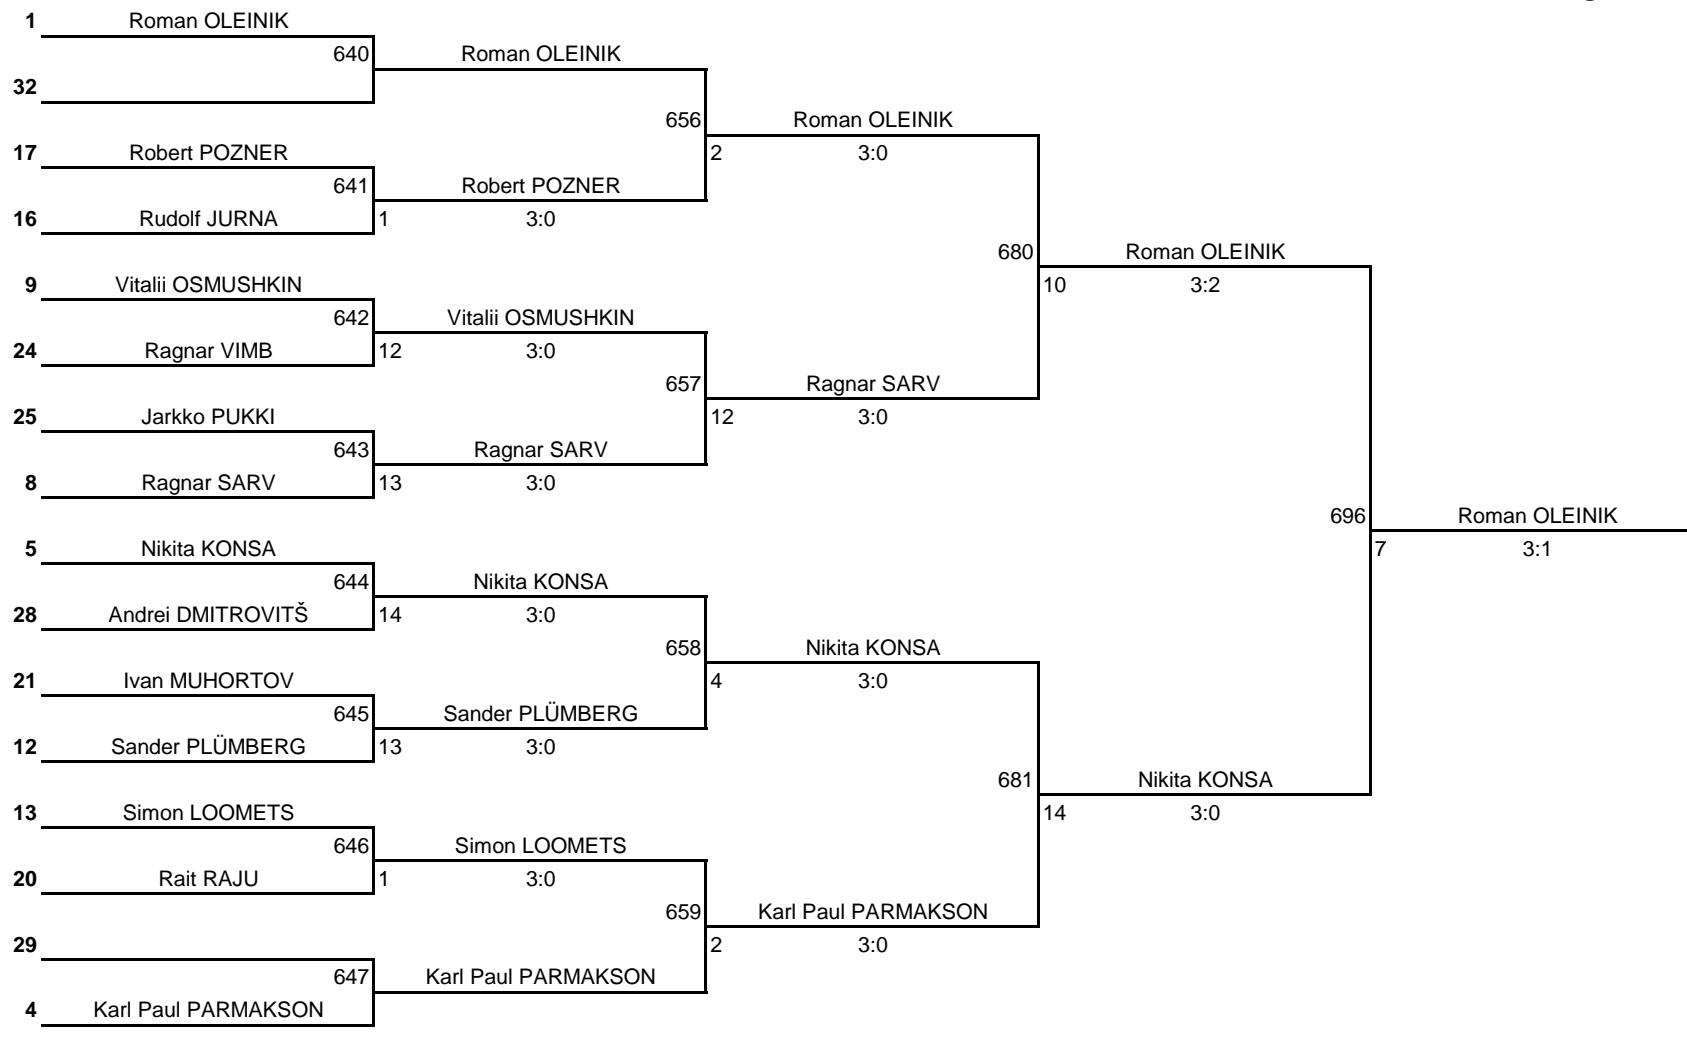 1 Roman OLEINIK
640 Roman OLEINIK
32
656 Roman OLEINIK
17 Robert POZNER 2 3:0
641 Robert POZNER
16 Rudolf JURNA 1 3:0
680 Roman OLEINIK
9 Vitalii OSMUSHKIN 10 3:2
642 Vitalii OSMUSHKIN
24 Ragnar VIMB 12 3:0
657 Ragnar SARV
25 Jarkko PUKKI 12 3:0
643 Ragnar SARV
8 Ragnar SARV 13 3:0
696 Roman OLEINIK
5 Nikita KONSA 7 3:1
644 Nikita KONSA
28 Andrei DMITROVITŠ 14 3:0
658 Nikita KONSA
21 Ivan MUHORTOV 4 3:0
645 Sander PLÜMBERG
12 Sander PLÜMBERG 13 3:0
681 Nikita KONSA
13 Simon LOOMETS 14 3:0
646 Simon LOOMETS
20 Rait RAJU 1 3:0
659 Karl Paul PARMAKSON
29 2 3:0
647 Karl Paul PARMAKSON
4 Karl Paul PARMAKSON